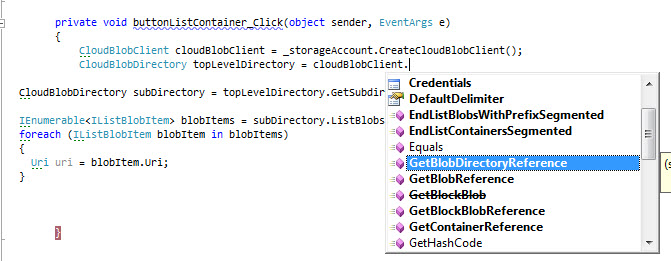 private void buttonListContainer_Click(object sender, EventArgs e)
{
CloudBlobClient cloudBlobClient = _storageAccount.CreateCloudBlobClient();
CloudBlobDirectory topLevelDirectory = cloudBlobClient.
CloudBlobDirectory subDirectory = topLevelDirectory.GetSubdir
IEnumerable<IListBlobItem> blobItems = subDirectory.ListBlobs
foreach (IListBlobItem blobItem in blobItems)
{
Uri uri = blobItem.Uri;
}
}
Credentials
DefaultDelimiter
EndListBlobsWithPrefixSegmented
EndListContainersSegmented
Equals
GetBlobDirectoryReference
GetBlobReference
GetBlockBlob
GetBlockBlobReference
GetContainerReference
GetHashCode
(s